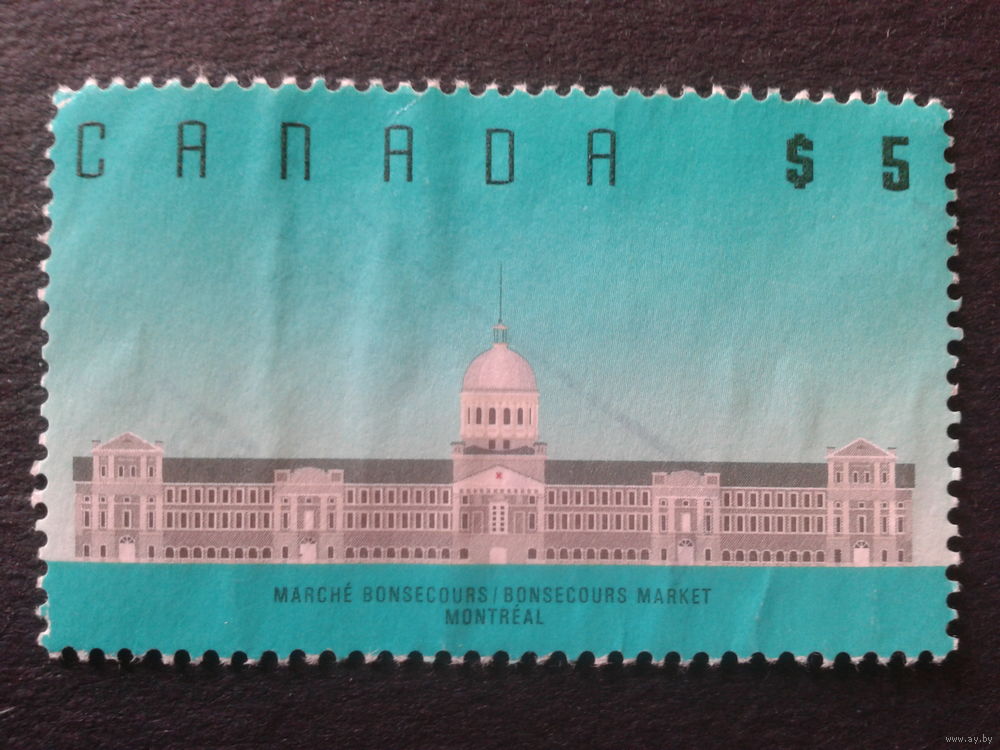 CANADA $5
MARCHÉ BONSECOURS/BONSECOURS MARKET
MONTRÉAL
www.ay.by